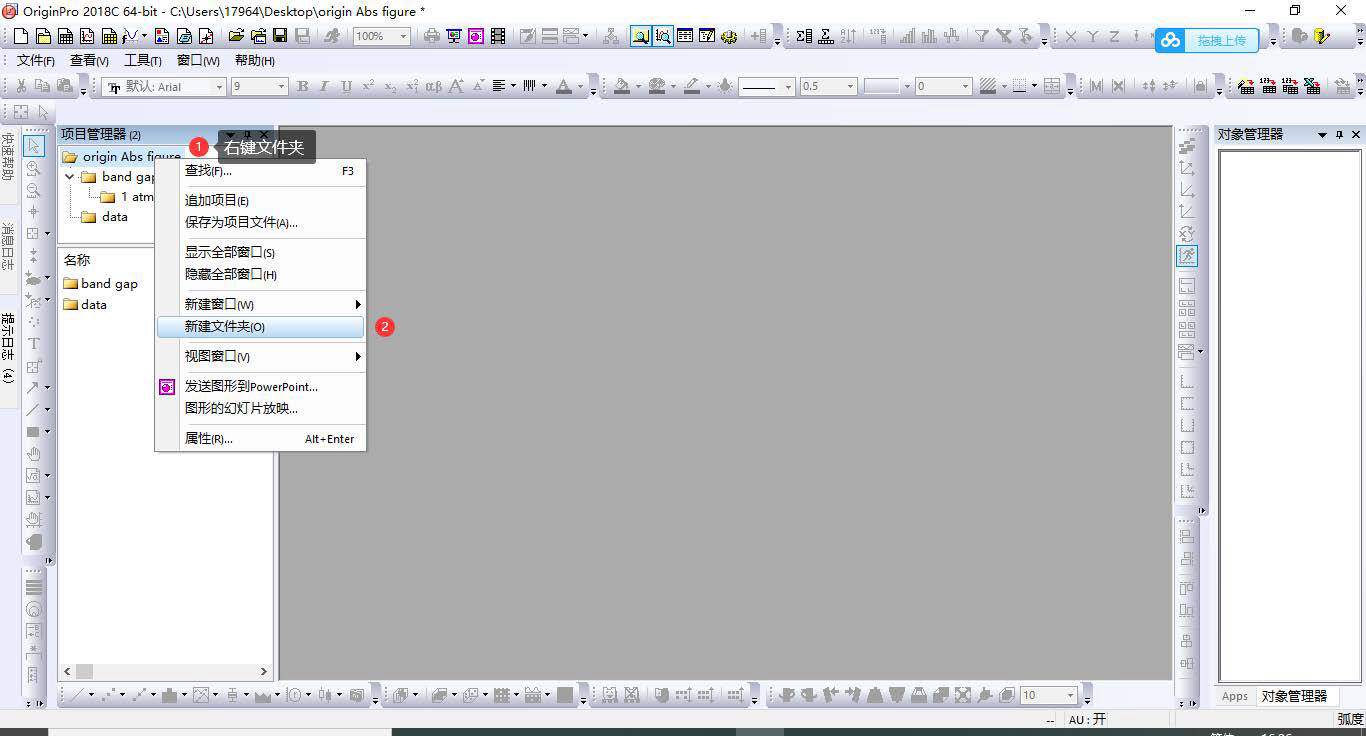 OriginPro 2018C 64-bit - C:\Users\17964\Desktop\origin Abs figure *
100%
拖拽上传
文件(F) 查看(V) 工具(T) 窗口(W) 帮助(H)
默认: Arial 9 B I U αβ A A A 0.5 0
X Y Z
项目管理器 (2)
对象管理器
快速帮助
消息日志
提示日志 (4)
origin Abs figure
1 右键文件夹
band gap
1 atm
data
名称
band gap
data
查找(F)... F3
追加项目(E)
保存为项目文件(A)...
显示全部窗口(S)
隐藏全部窗口(H)
新建窗口(W)
新建文件夹(O) 2
视图窗口(V)
发送图形到PowerPoint...
图形的幻灯片放映...
属性(R)... Alt+Enter
10
Apps 对象管理器
-- AU : 开 弧度